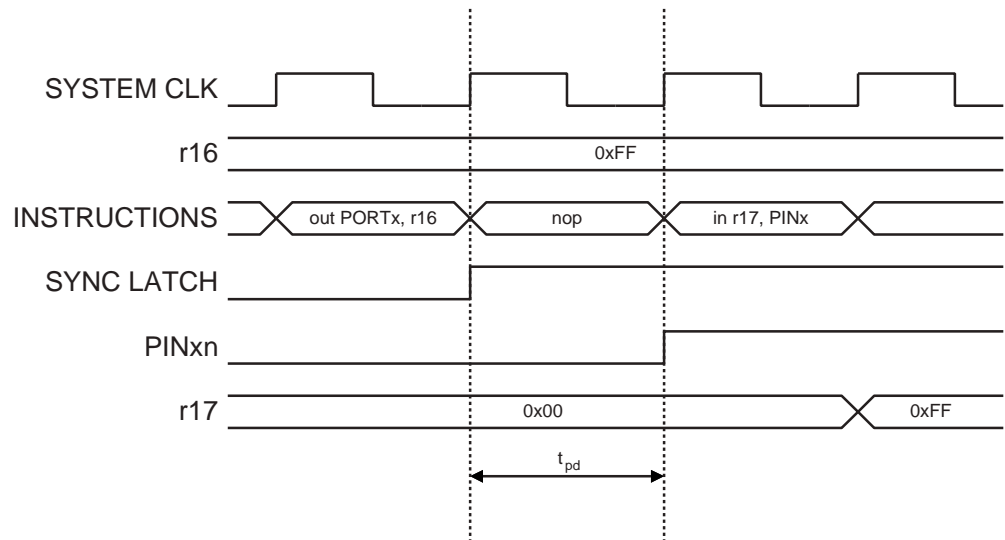 SYSTEM CLK
r16
0xFF
INSTRUCTIONS
out PORTx, r16
nop
in r17, PINx
SYNC LATCH
PINxn
r17
0x00
0xFF
tpd